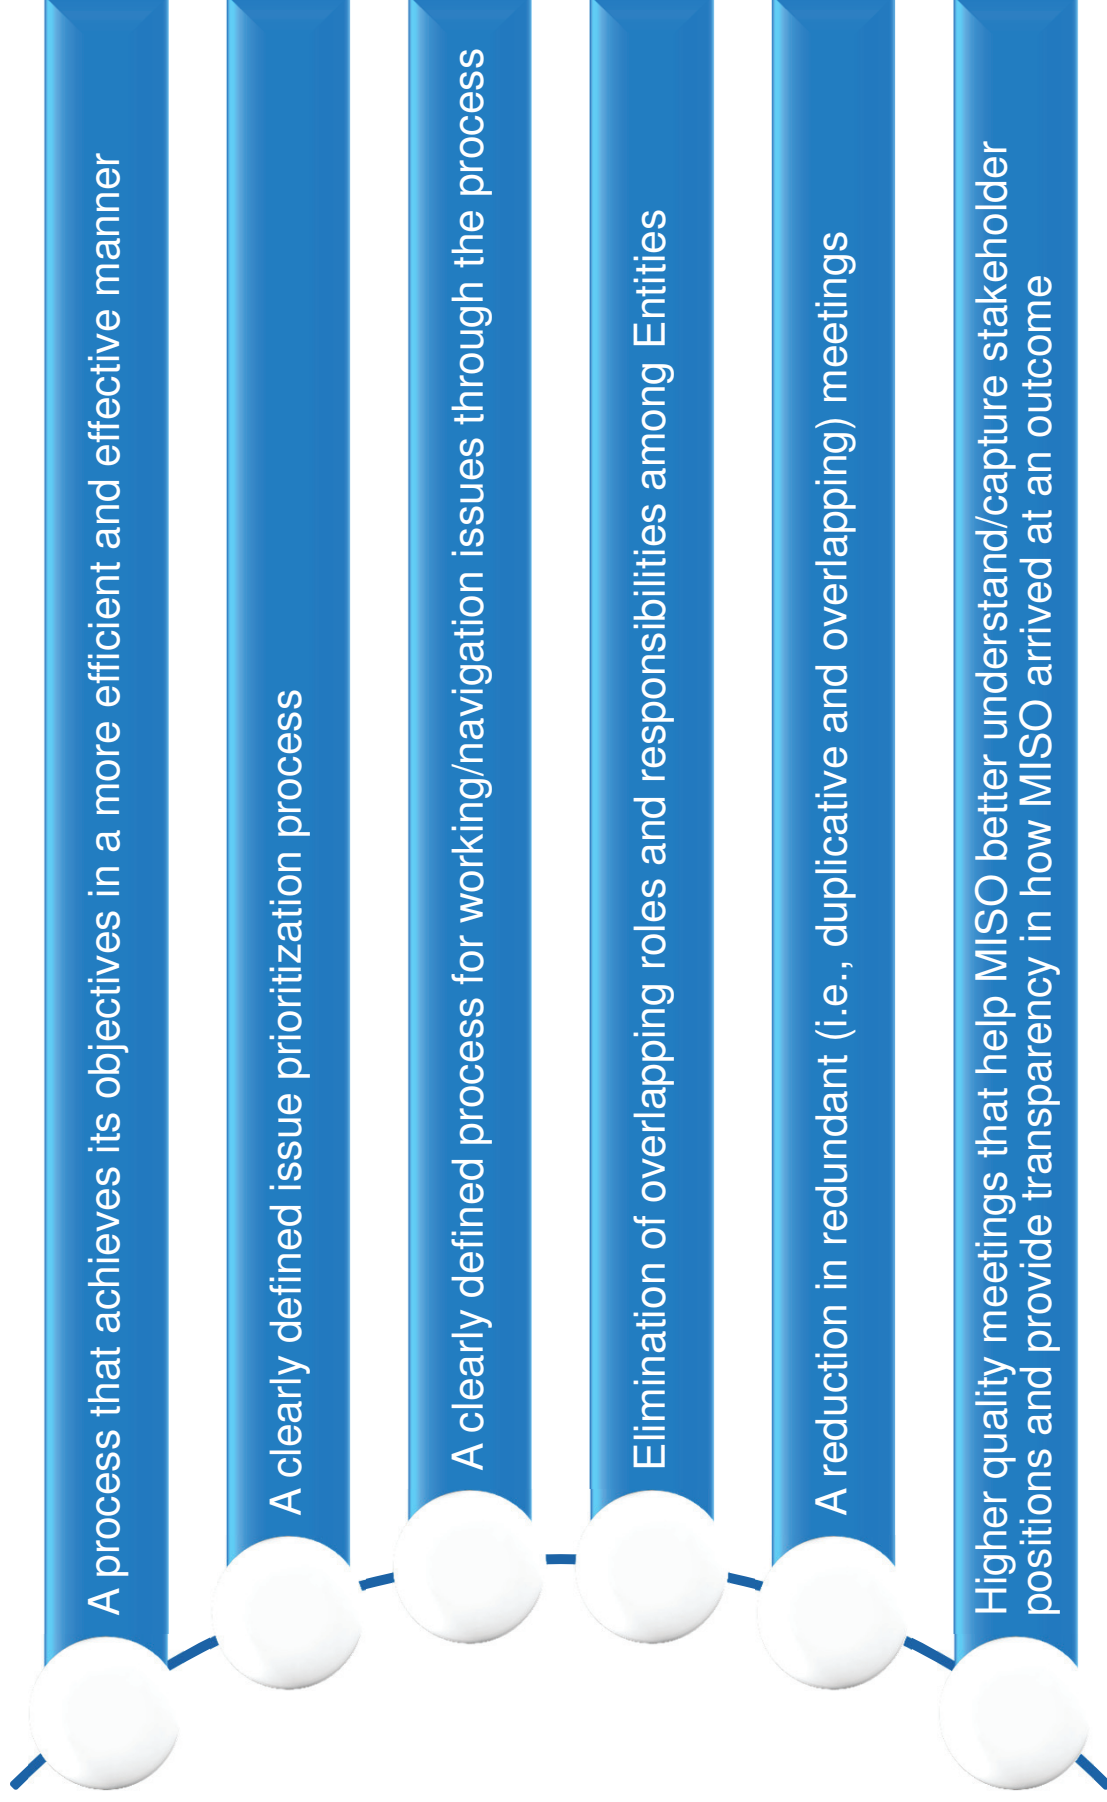 A process that achieves its objectives in a more efficient and effective manner
A clearly defined issue prioritization process
A clearly defined process for working/navigation issues through the process
Elimination of overlapping roles and responsibilities among Entities
A reduction in redundant (i.e., duplicative and overlapping) meetings
Higher quality meetings that help MISO better understand/capture stakeholder
positions and provide transparency in how MISO arrived at an outcome